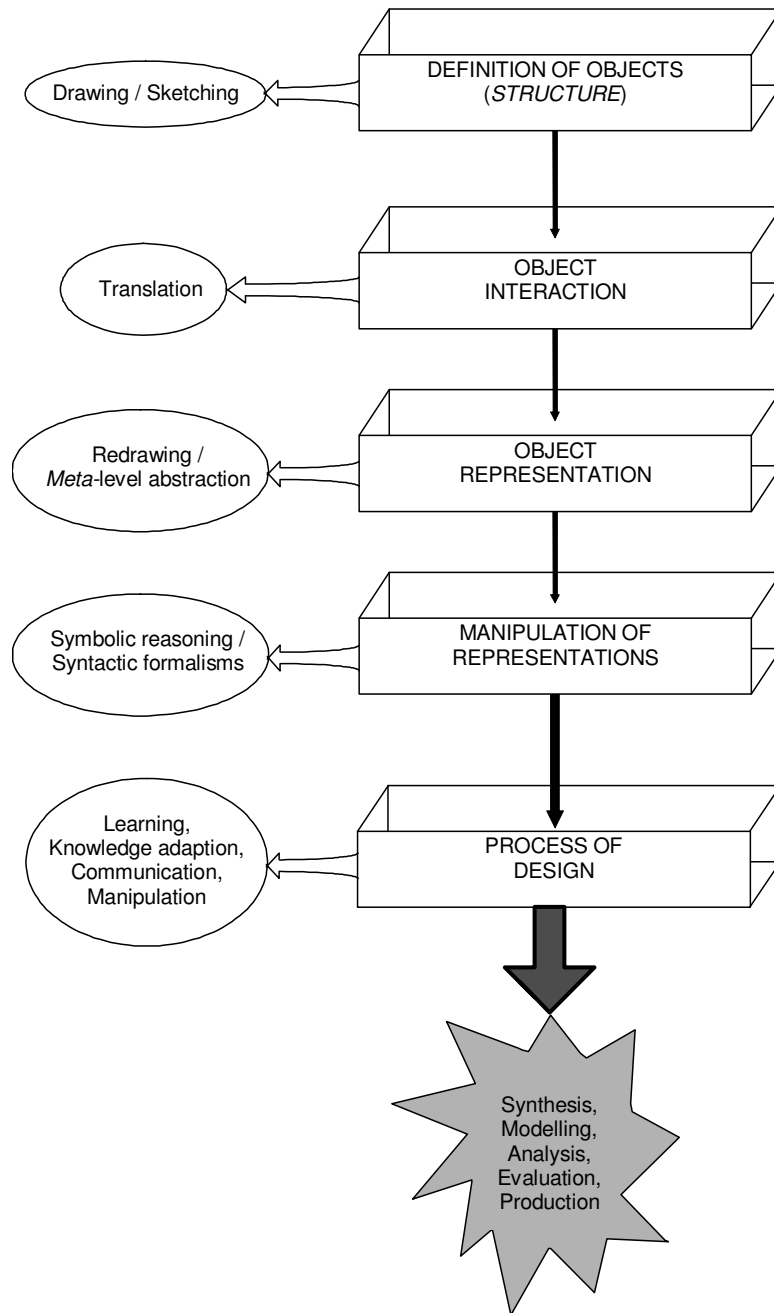 DEFINITION OF OBJECTS
(STRUCTURE)
Drawing / Sketching
OBJECT
INTERACTION
Translation
OBJECT
REPRESENTATION
Redrawing /
Meta-level abstraction
MANIPULATION OF
REPRESENTATIONS
Symbolic reasoning /
Syntactic formalisms
PROCESS OF
DESIGN
Learning,
Knowledge adaption,
Communication,
Manipulation
Synthesis,
Modelling,
Analysis,
Evaluation,
Production